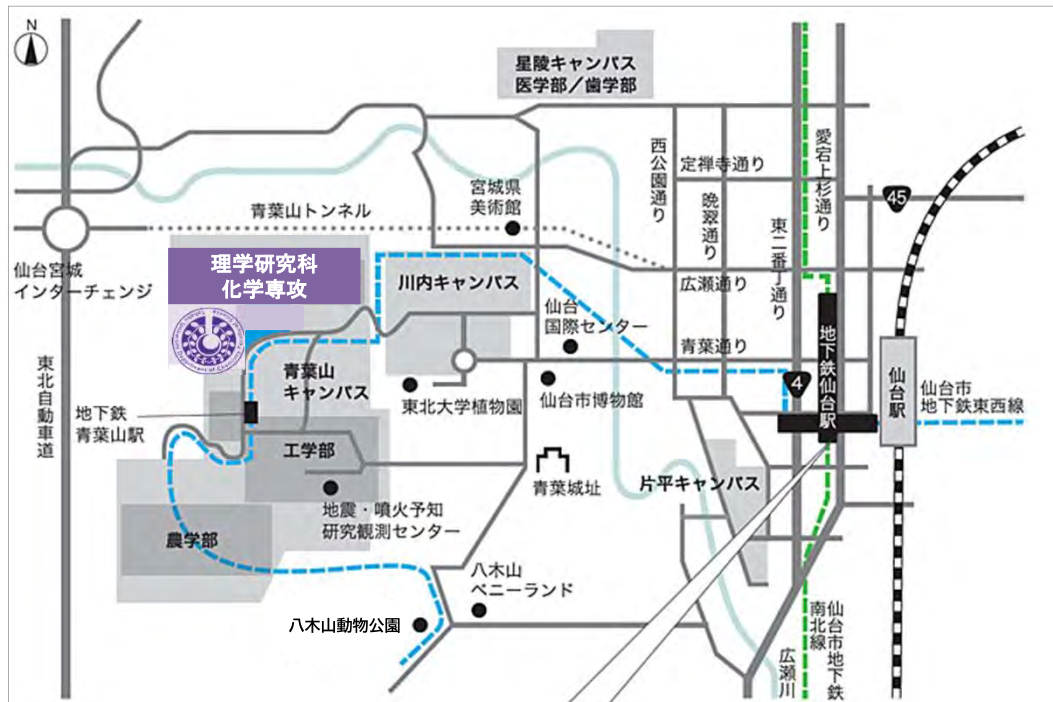 N
星陵キャンパス
医学部／歯学部
西公園通り
定禅寺通り
晩翠通り
東二番丁通り
愛宕上杉通り
45
宮城県
美術館
青葉山トンネル
仙台宮城
インターチェンジ
理学研究科
化学専攻
川内キャンパス
広瀬通り
仙台
国際センター
青葉通り
東北自動車道
青葉山
キャンパス
地下鉄
青葉山駅
東北大学植物園
仙台市博物館
4
地下鉄仙台駅
仙台駅
仙台市
地下鉄東西線
工学部
青葉城址
片平キャンパス
地震・噴火予知
研究観測センター
農学部
八木山
ベニーランド
八木山動物公園
広瀬川
仙台市地下鉄
南北線